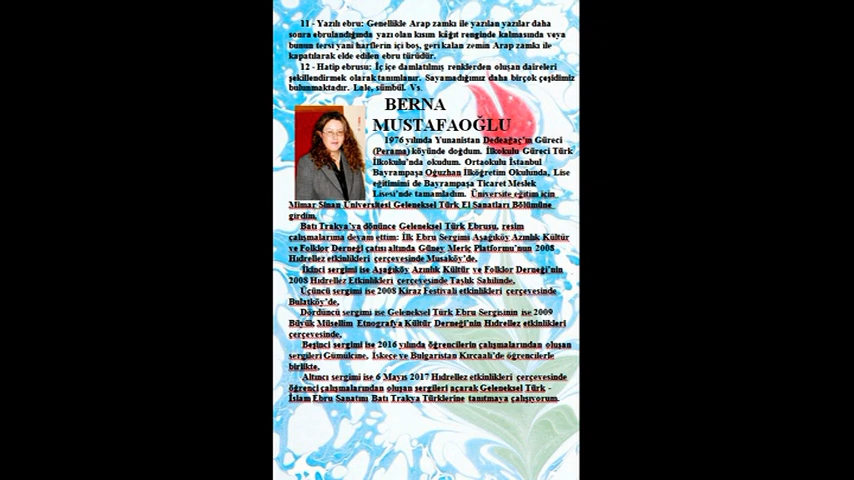 11 - Yazılı ebru: Genellikle Arap zamkı ile yazılan yazılar daha
sonra ebrulandığında yazı olan kısım kâğıt renginde kalmasında veya
bunun tersi yani harflerin içi boş, geri kalan zemin Arap zamkı ile
kapatılarak elde edilen ebru türüdür.
12 - Hatip ebrusu: İç içe damlatılmış renklerden oluşan daireleri
şekillendirmek olarak tanımlanır. Sayamadığımız daha birçok çeşidimiz
bulunmaktadır. Lale, sümbül. Vs.
BERNA
MUSTAFAOĞLU
1976 yılında Yunanistan Dedeağaç'ın Güreci
(Perama) köyünde doğdum. İlkokulu Güreci Türk
İlkokulu'nda okudum. Ortaokulu İstanbul
Bayrampaşa Oğuzhan İlköğretim Okulunda, Lise
eğitimimi de Bayrampaşa Ticaret Meslek
Lisesi'nde tamamladım. Üniversite eğitim için
Mimar Sinan Üniversitesi Geleneksel Türk El Sanatları Bölümüne
girdim.
Batı Trakya'ya dönünce Geleneksel Türk Ebrusu, resim
çalışmalarıma devam ettim: İlk Ebru Sergimi Aşağıköy Azınlık Kültür
ve Folklor Derneği çatısı altında Güney Meriç Platformu'nun 2008
Hıdrellez etkinlikleri çerçevesinde Musaköy'de,
İkinci sergimi ise Aşağıköy Azınlık Kültür ve Folklor Derneği'nin
2008 Hıdrellez Etkinlikleri çerçevesinde Taşlık Sahilinde,
Üçüncü sergimi ise 2008 Kiraz Festivali etkinlikleri çerçevesinde
Bulatköy'de,
Dördüncü sergimi ise Geleneksel Türk Ebru Sergisinin ise 2009
Büyük Müsellim Etnografya Kültür Derneği'nin Hıdrellez etkinlikleri
çerçevesinde,
Beşinci sergimi ise 2016 yılında öğrencilerin çalışmalarından oluşan
sergileri Gümülcine, İskeçe ve Bulgaristan Kırcaali'de öğrencilerle
birlikte,
Altıncı sergimi ise 6 Mayıs 2017 Hıdrellez etkinlikleri çerçevesinde
öğrenci çalışmalarından oluşan sergileri açarak Geleneksel Türk -
İslam Ebru Sanatını Batı Trakya Türklerine tanıtmaya çalışıyorum.